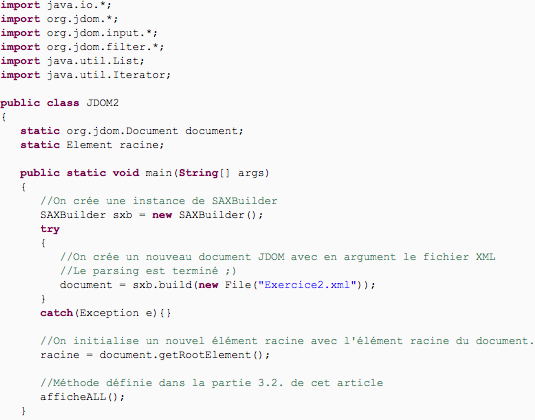 import java.io.*;
import org.jdom.*;
import org.jdom.input.*;
import org.jdom.filter.*;
import java.util.List;
import java.util.Iterator;

public class JDOM2
{
   static org.jdom.Document document;
   static Element racine;

   public static void main(String[] args)
   {
      //On crée une instance de SAXBuilder
      SAXBuilder sxb = new SAXBuilder();
      try
      {
         //On crée un nouveau document JDOM avec en argument le fichier XML
         //Le parsing est terminé ;)
         document = sxb.build(new File("Exercice2.xml"));
      }
      catch(Exception e){}

      //On initialise un nouvel élément racine avec l'élément racine du document.
      racine = document.getRootElement();

      //Méthode définie dans la partie 3.2. de cet article
      afficheALL();
   }